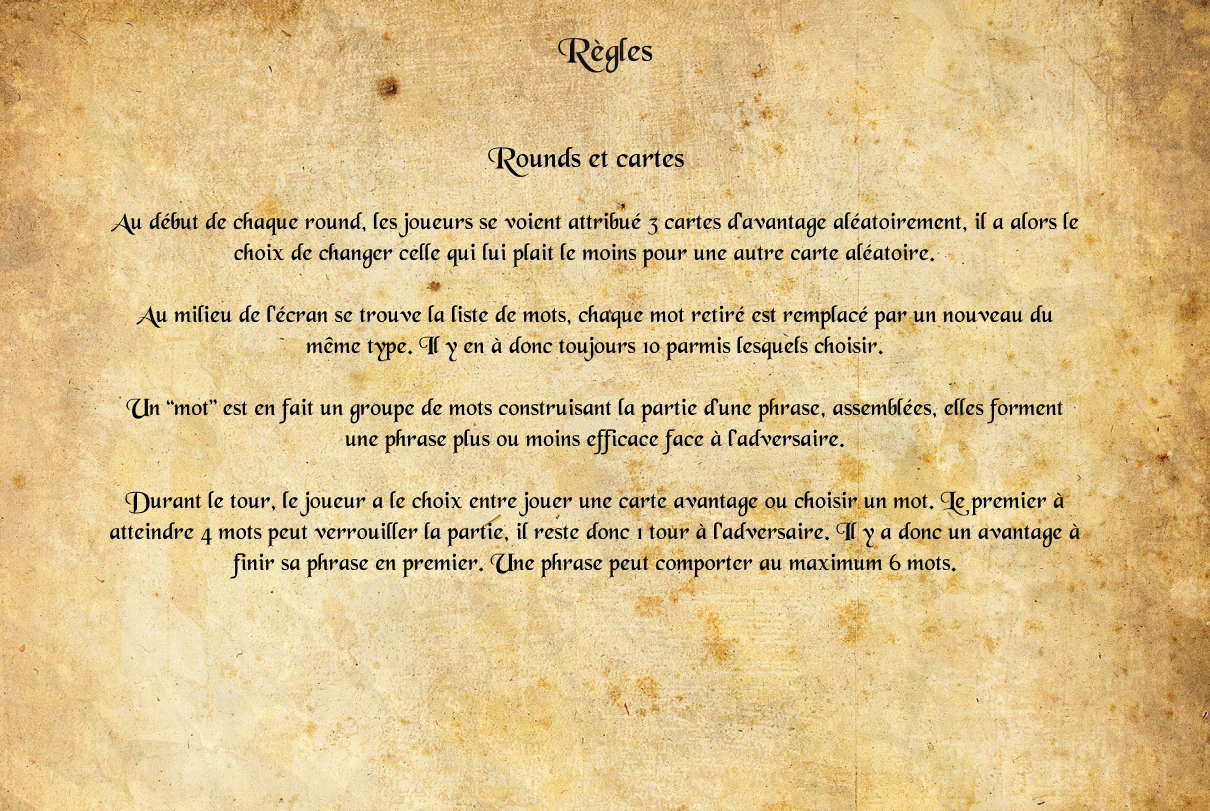 Règles
Rounds et cartes
Au début de chaque round, les joueurs se voient attribué 3 cartes d'avantage aléatoirement, il a alors le
choix de changer celle qui lui plait le moins pour une autre carte aléatoire.
Au milieu de l'écran se trouve la liste de mots, chaque mot retiré est remplacé par un nouveau du
même type. Il y en à donc toujours 10 parmis lesquels choisir.
Un “mot” est en fait un groupe de mots construisant la partie d'une phrase, assemblées, elles forment
une phrase plus ou moins efficace face à l'adversaire.
Durant le tour, le joueur a le choix entre jouer une carte avantage ou choisir un mot. Le premier à
atteindre 4 mots peut verrouiller la partie, il reste donc 1 tour à l'adversaire. Il y a donc un avantage à
finir sa phrase en premier. Une phrase peut comporter au maximum 6 mots.